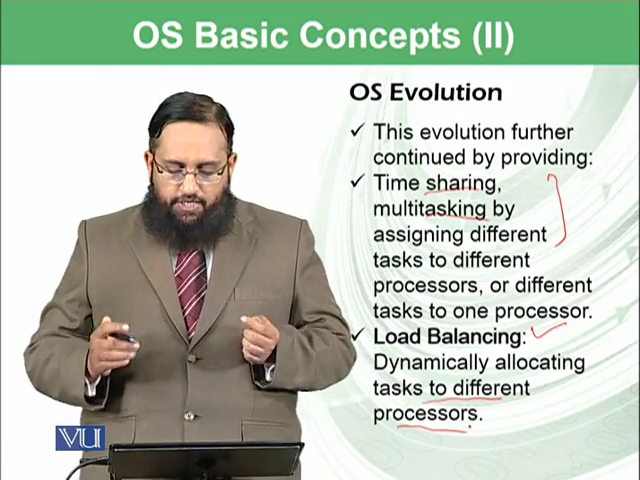 OS Basic Concepts (II)
OS Evolution
✓ This evolution further
continued by providing:
✓ Time sharing,
multitasking by
assigning different
tasks to different
processors, or different
tasks to one processor.
✓ Load Balancing:
Dynamically allocating
tasks to different
processors.
VU